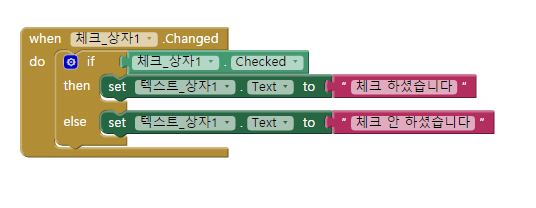 when 체크_상자1 .Changed
do if 체크_상자1 . Checked
then set 텍스트_상자1 . Text to " 체크 하셨습니다 "
else set 텍스트_상자1 . Text to " 체크 안 하셨습니다 "